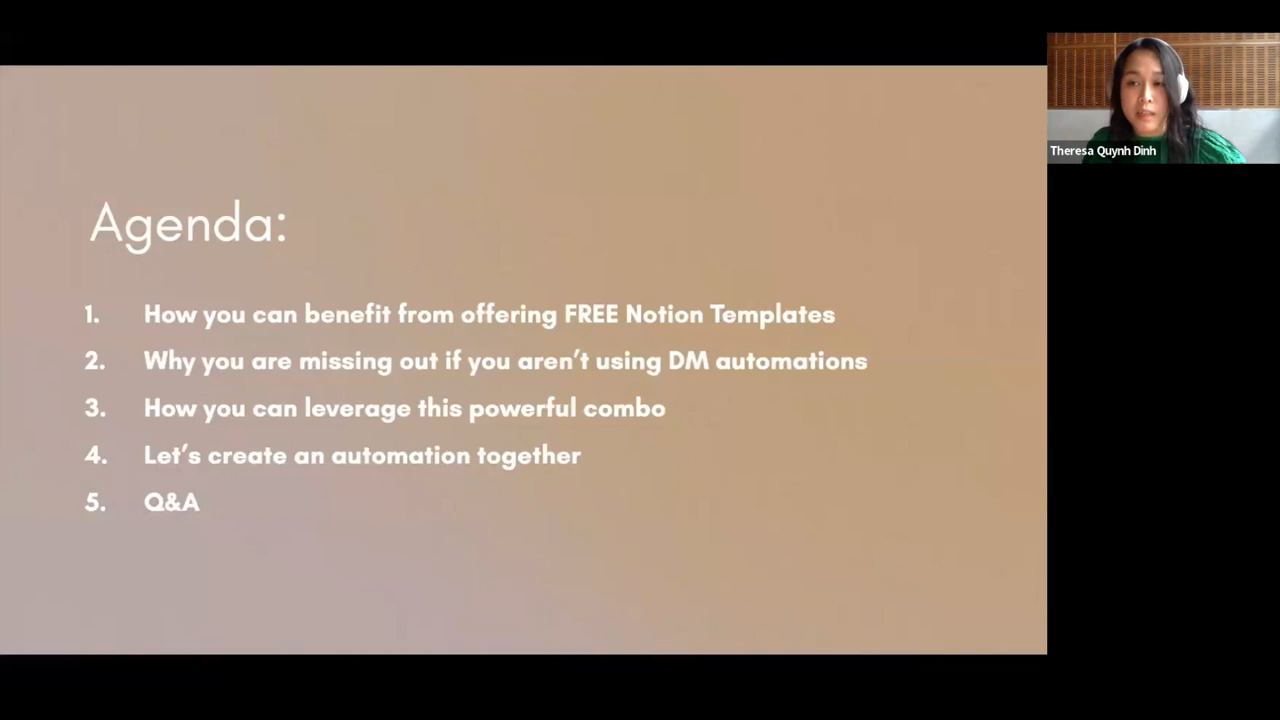 Agenda:
1. How you can benefit from offering FREE Notion Templates
2. Why you are missing out if you aren’t using DM automations
3. How you can leverage this powerful combo
4. Let’s create an automation together
5. Q&A
Theresa Quynh Dinh